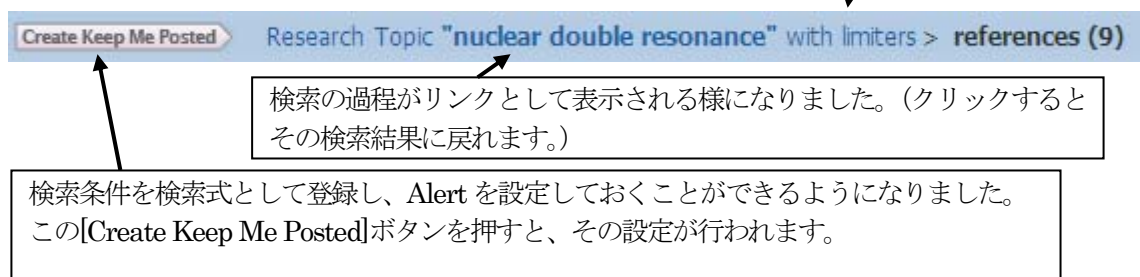 Create Keep Me Posted Research Topic "nuclear double resonance" with limiters > references (9)
検索の過程がリンクとして表示される様になりました。(クリックすると
その検索結果に戻れます。)
検索条件を検索式として登録し、Alert を設定しておくことができるようになりました。
この[Create Keep Me Posted]ボタンを押すと、その設定が行われます。